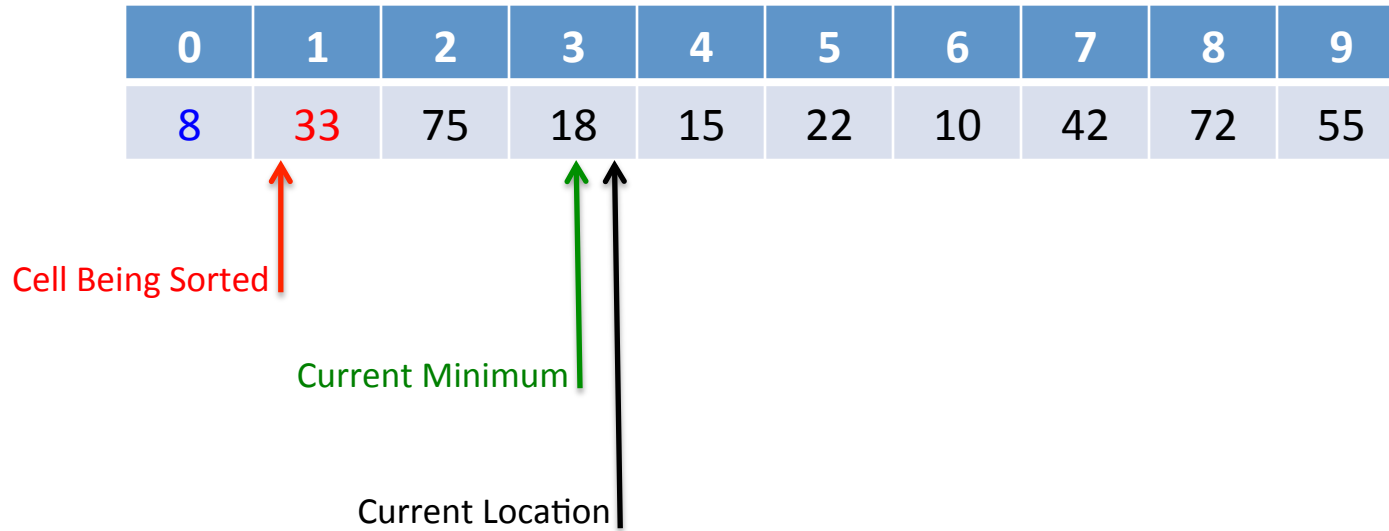 0 1 2 3 4 5 6 7 8 9
8 33 75 18 15 22 10 42 72 55
Cell Being Sorted
Current Minimum
Current Location